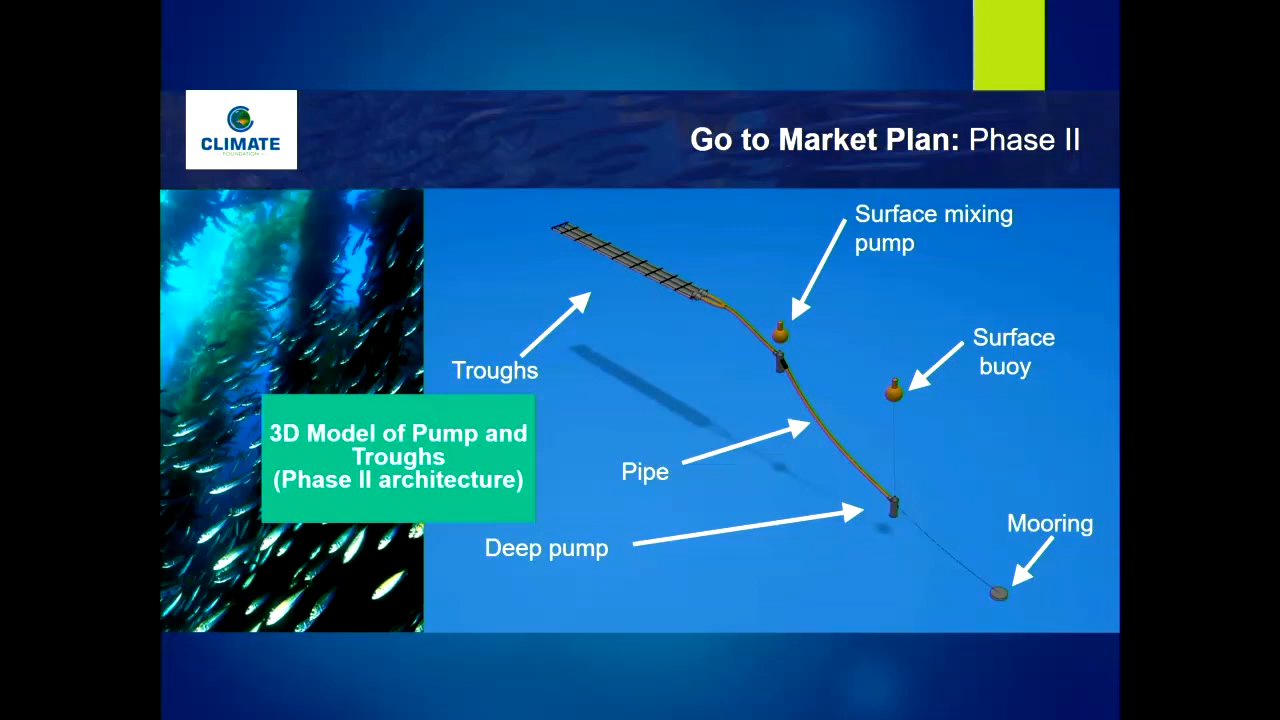 CLIMATE
FOUNDATION
Go to Market Plan: Phase II
Surface mixing
pump
Surface
buoy
Troughs
3D Model of Pump and
Troughs
(Phase II architecture)
Pipe
Mooring
Deep pump